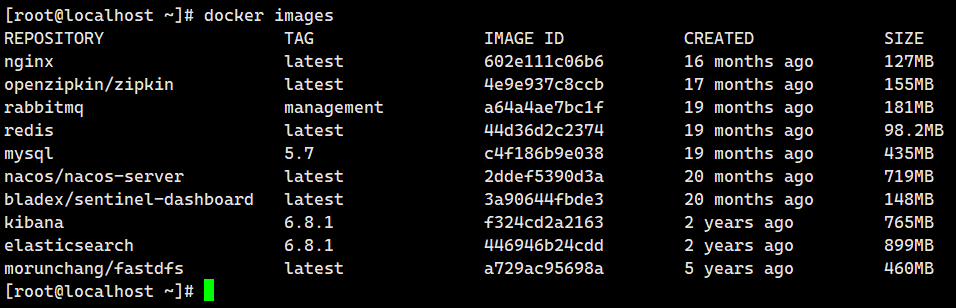 [root@localhost ~]# docker images
REPOSITORY                  TAG                 IMAGE ID            CREATED             SIZE
nginx                       latest              602e111c06b6        16 months ago       127MB
openzipkin/zipkin           latest              4e9e937c8ccb        17 months ago       155MB
rabbitmq                    management          a64a4ae7bc1f        19 months ago       181MB
redis                       latest              44d36d2c2374        19 months ago       98.2MB
mysql                       5.7                 c4f186b9e038        19 months ago       435MB
nacos/nacos-server          latest              2ddef5390d3a        20 months ago       719MB
bladex/sentinel-dashboard   latest              3a90644fbde3        20 months ago       148MB
kibana                      6.8.1               f324cd2a2163        2 years ago         765MB
elasticsearch               6.8.1               446946b24cdd        2 years ago         899MB
morunchang/fastdfs          latest              a729ac95698a        5 years ago         460MB
[root@localhost ~]#